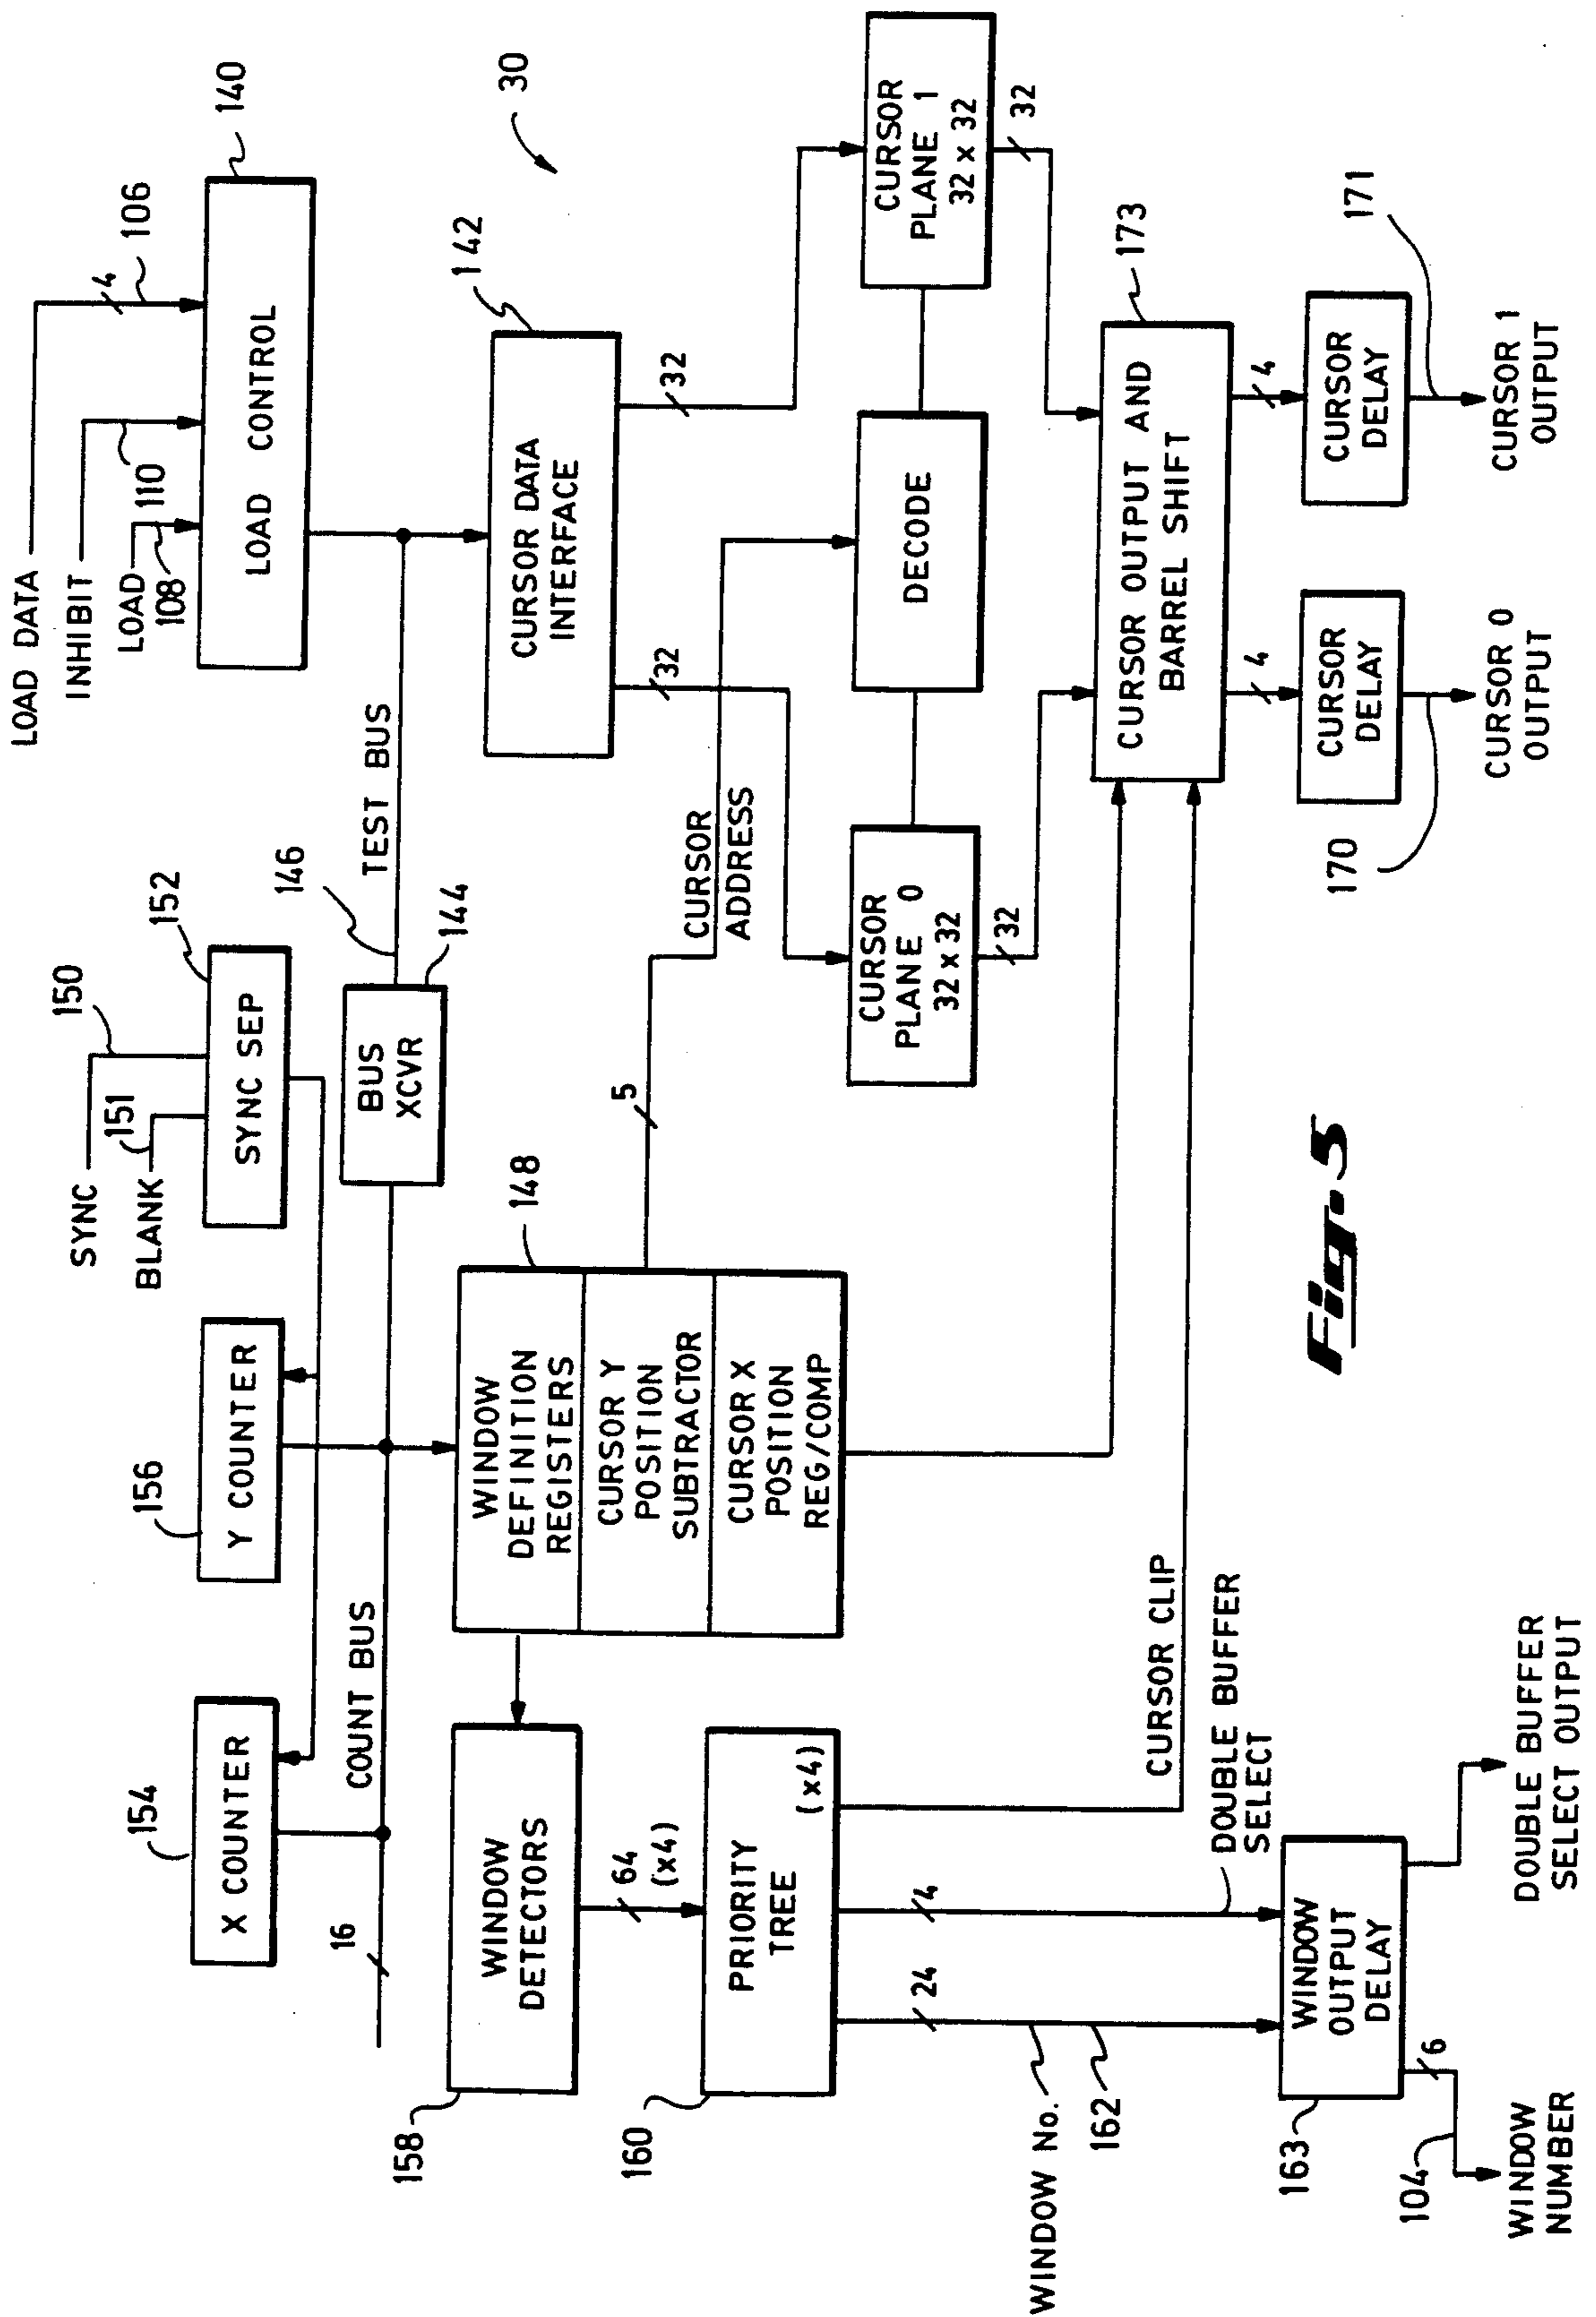 LOAD DATA
4
106
140
INHIBIT
110
LOAD
108
LOAD CONTROL
SYNC
150
152
BLANK
151
SYNC SEP
156
Y COUNTER
154
X COUNTER
16
COUNT BUS
BUS
XCVR
144
146
TEST BUS
142
CURSOR DATA
INTERFACE
32
32
30
148
WINDOW
DEFINITION
REGISTERS
CURSOR Y
POSITION
SUBTRACTOR
CURSOR X
POSITION
REG/COMP
5
CURSOR
ADDRESS
158
WINDOW
DETECTORS
64
(x4)
160
PRIORITY
TREE
(x4)
CURSOR
PLANE 0
32 x 32
32
DECODE
CURSOR
PLANE 1
32 x 32
32
24
4
WINDOW No.
162
CURSOR CLIP
DOUBLE BUFFER
SELECT
CURSOR OUTPUT AND
BARREL SHIFT
173
4
4
163
WINDOW
OUTPUT
DELAY
6
104
WINDOW
NUMBER
DOUBLE BUFFER
SELECT OUTPUT
CURSOR
DELAY
170
CURSOR 0
OUTPUT
CURSOR
DELAY
171
CURSOR 1
OUTPUT
Fig-5